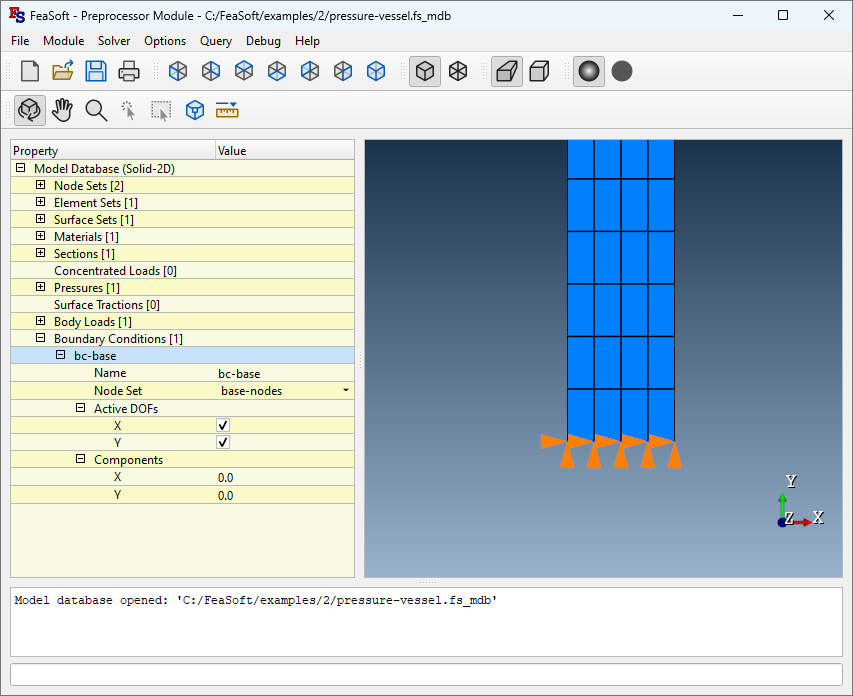 FeaSoft - Preprocessor Module - C:/FeaSoft/examples/2/pressure-vessel.fs_mdb
File Module Solver Options Query Debug Help
Property Value
Model Database (Solid-2D)
Node Sets [2]
Element Sets [1]
Surface Sets [1]
Materials [1]
Sections [1]
Concentrated Loads [0]
Pressures [1]
Surface Tractions [0]
Body Loads [1]
Boundary Conditions [1]
bc-base
Name bc-base
Node Set base-nodes
Active DOFs
X
Y
Components
X 0.0
Y 0.0
Y
Z X
Model database opened: 'C:/FeaSoft/examples/2/pressure-vessel.fs_mdb'